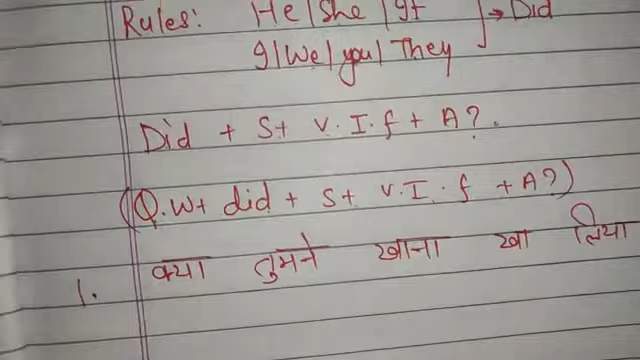 Rules: He|She|It → Did
I|We|you|They
Did + S+ V.I.f + A?.
(Q.w+ did + S+ V.I.f + A?)
1. क्या तुमने खाना खा लिया